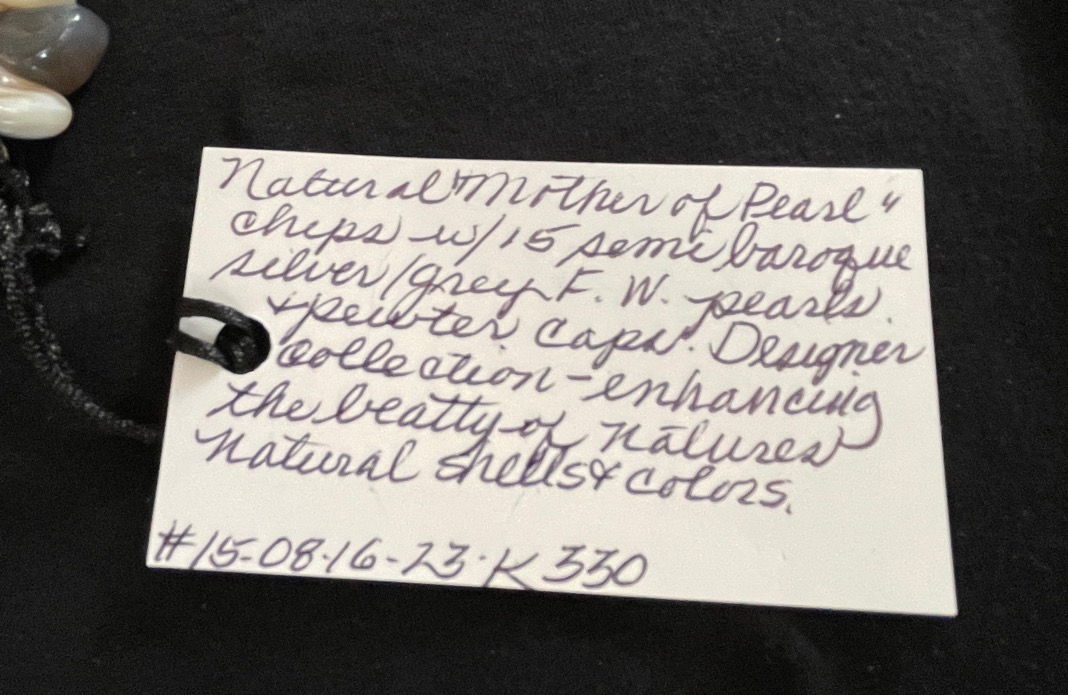 Natural "Mother of Pearl"
chips w/15 semi baroque
silver/grey F. W. pearls.
& pewter caps. Designer
Collection - enhancing
the beatty of natures
natural shells & colors.
#15-08-16-23-K330